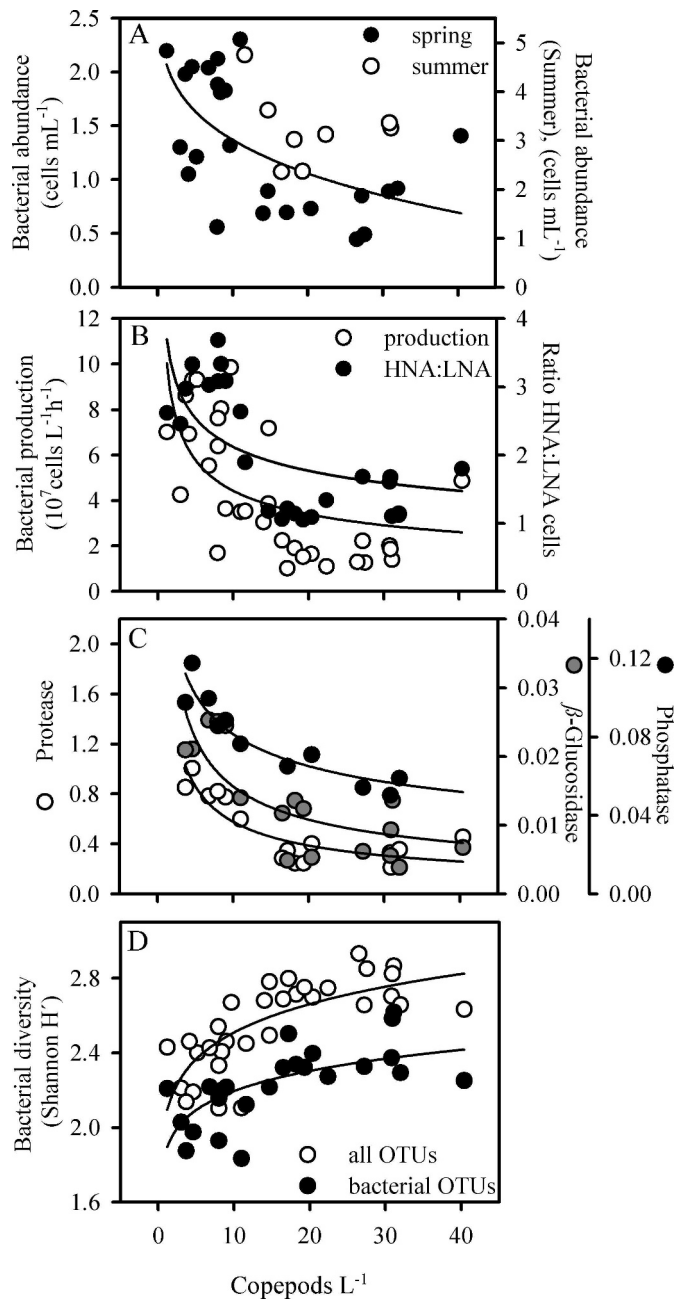 A
spring
summer
Bacterial abundance
(cells mL⁻¹)
2.5
2.0
1.5
1.0
0.5
0.0
5
4
3
2
1
0
Bacterial abundance
(Summer), (cells mL⁻¹)
B
production
HNA:LNA
Bacterial production
(10⁷cells L⁻¹h⁻¹)
12
10
8
6
4
2
0
4
3
2
1
0
Ratio HNA:LNA cells
C
Protease
2.0
1.6
1.2
0.8
0.4
0.0
0.04
0.03
0.02
0.01
0.00
β-Glucosidase
0.12
0.08
0.04
0.00
Phosphatase
D
all OTUs
bacterial OTUs
Bacterial diversity
(Shannon H´)
2.8
2.4
2.0
1.6
0 10 20 30 40
Copepods L⁻¹